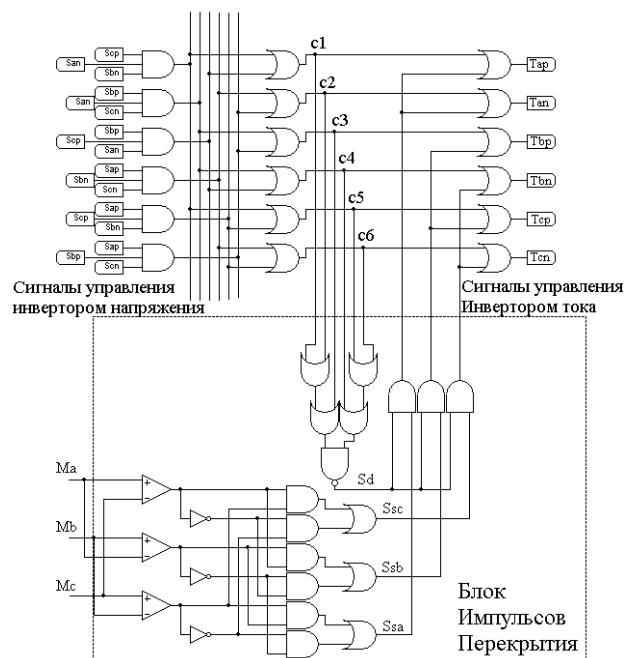 Scp
San
Sbn
Sbp
San
Scn
Scp
Sbp
San
Sap
Sbn
Scn
Sap
Scp
Sbn
Sap
Sbp
Scn
c1
c2
c3
c4
c5
c6
Tap
Tan
Tbp
Tbn
Tcp
Tcn
Сигналы управления
инвертором напряжения
Сигналы управления
Инвертором тока
Sd
Ma
Mb
Mc
Ssc
Ssb
Ssa
Блок
Импульсов
Перекрытия